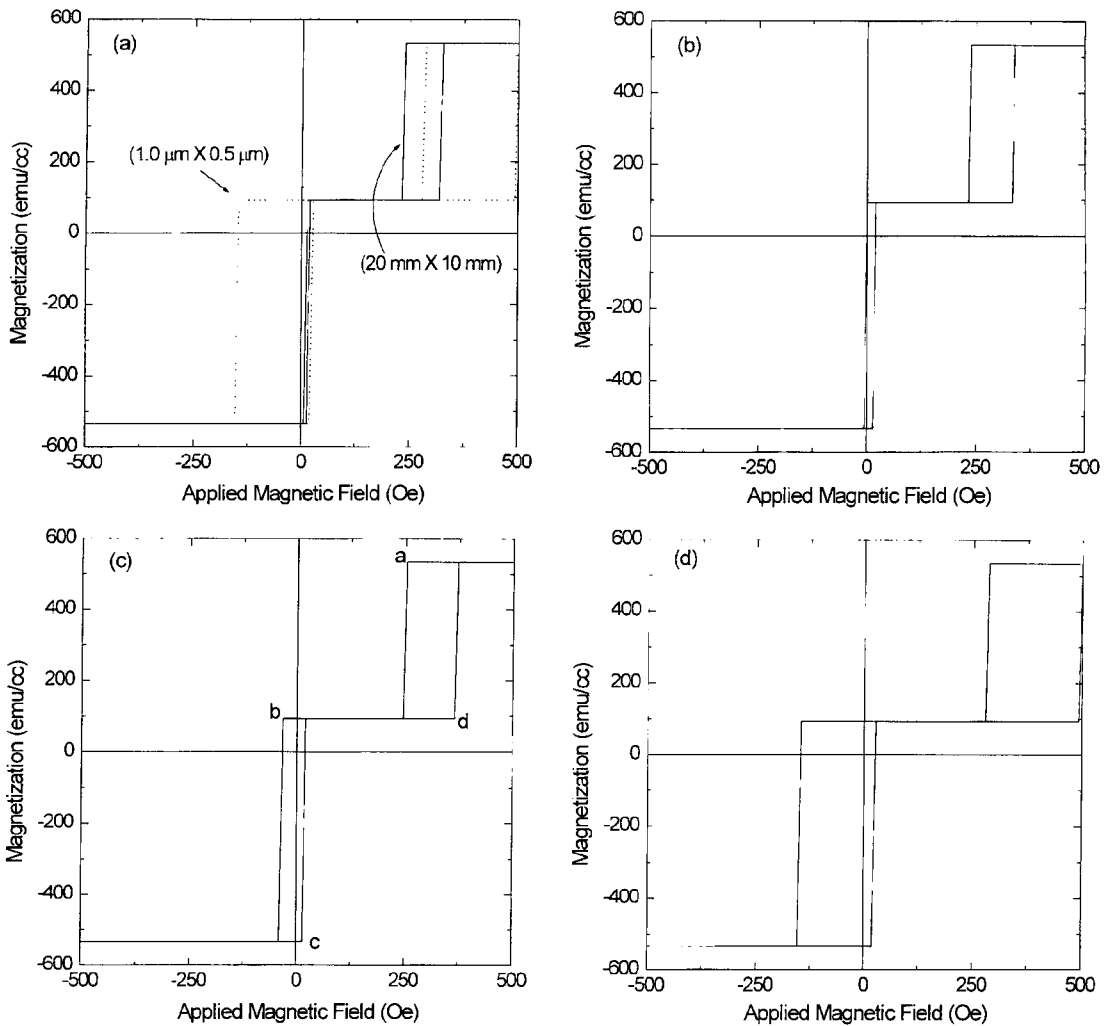 (a)
600
400
200
0
-200
-400
-600
Magnetization (emu/cc)
(1.0 μm X 0.5 μm)
(20 mm X 10 mm)
-500
-250
0
250
500
Applied Magnetic Field (Oe)
(b)
600
400
200
0
-200
-400
-600
Magnetization (emu/cc)
-500
-250
0
250
500
Applied Magnetic Field (Oe)
(c)
600
400
200
0
-200
-400
-600
Magnetization (emu/cc)
a
b
d
c
-500
-250
0
250
500
Applied Magnetic Field (Oe)
(d)
600
400
200
0
-200
-400
-600
Magnetization (emu/cc)
-500
-250
0
250
500
Applied Magnetic Field (Oe)